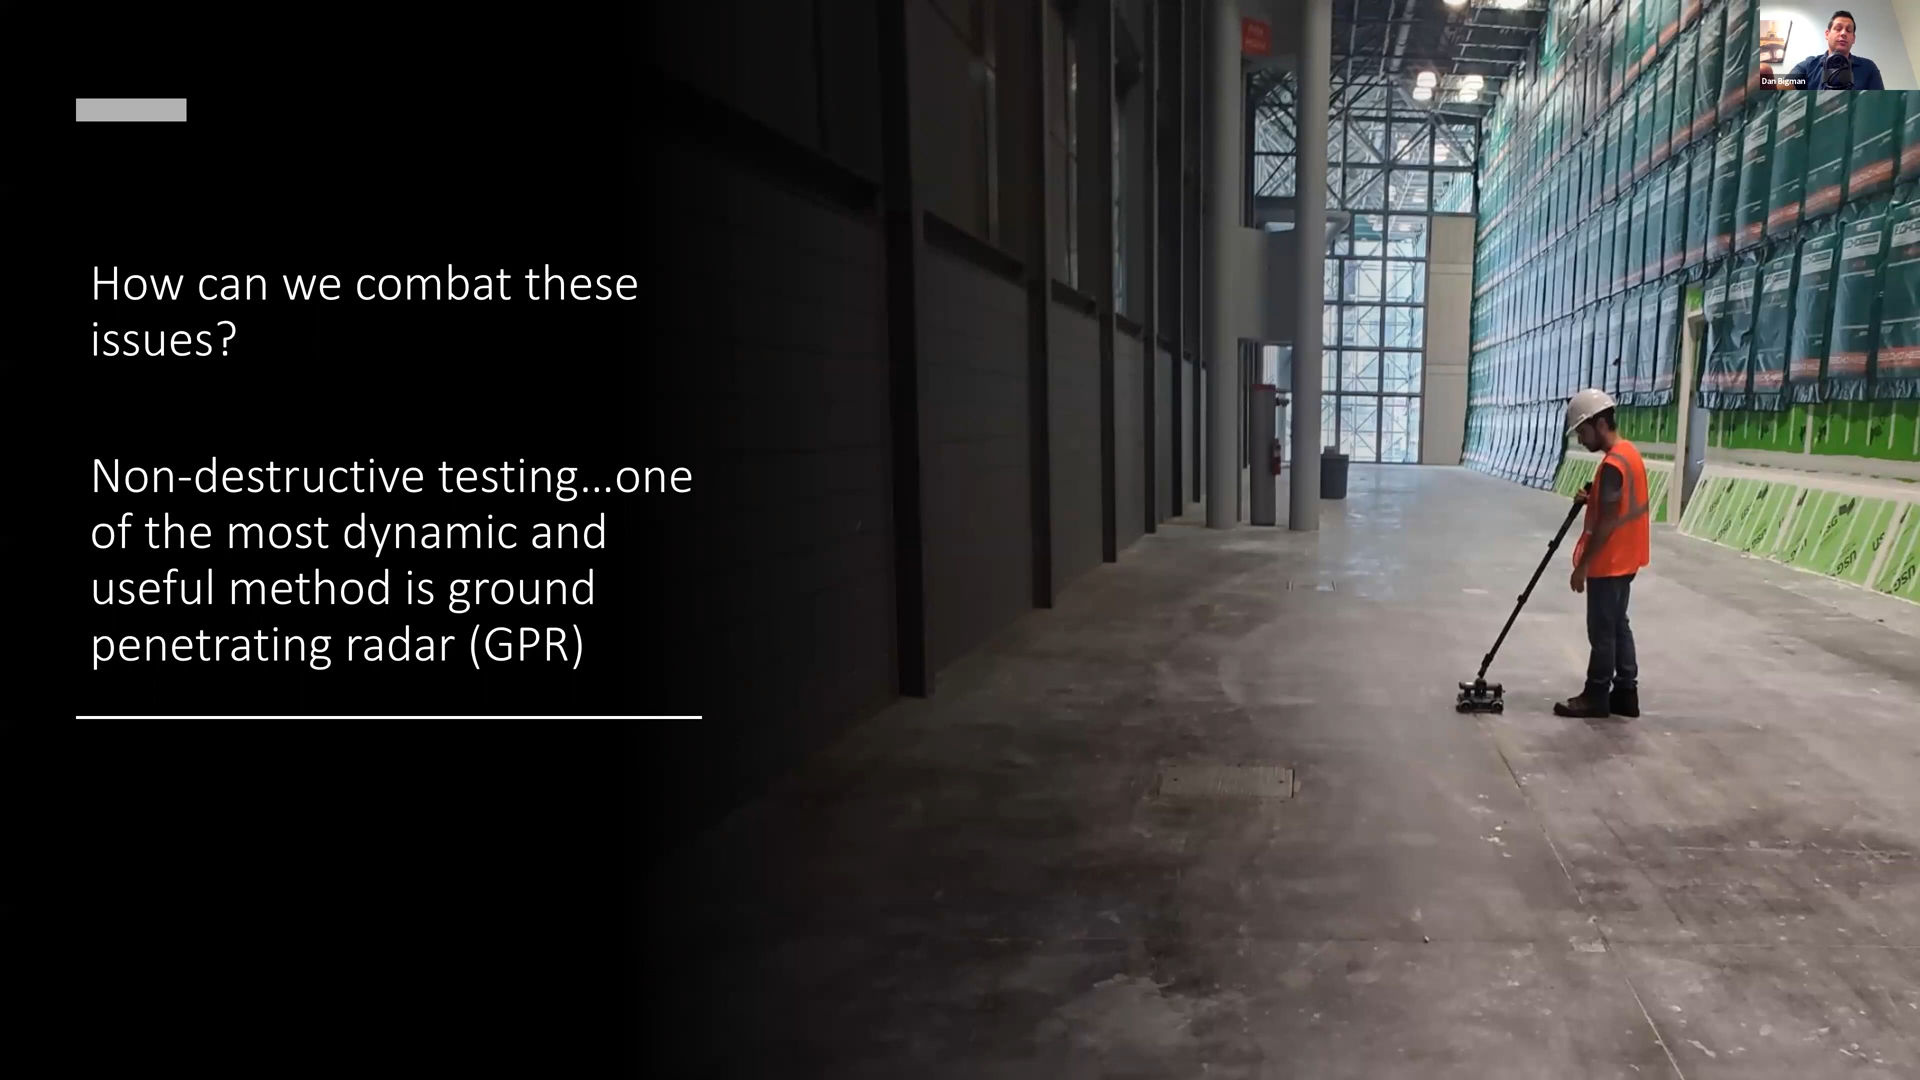 How can we combat these
issues?
Non-destructive testing...one
of the most dynamic and
useful method is ground
penetrating radar (GPR)
Dan Bigman
USG